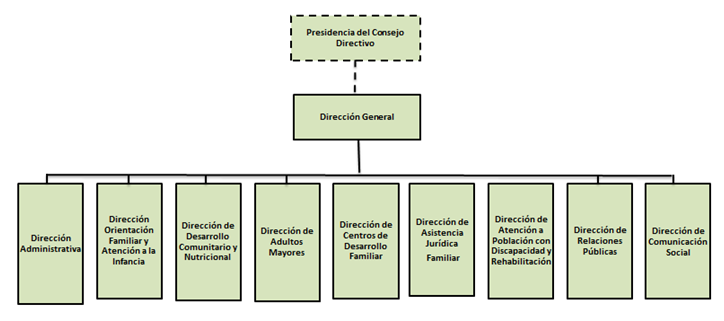 Presidencia del Consejo
Directivo
Dirección General
Dirección
Administrativa
Dirección
Orientación
Familiar y
Atención a la
Infancia
Dirección de
Desarrollo
Comunitario y
Nutricional
Dirección de
Adultos
Mayores
Dirección de
Centros de
Desarrollo
Familiar
Dirección de
Asistencia
Jurídica
Familiar
Dirección de
Atención a
Población con
Discapacidad y
Rehabilitación
Dirección de
Relaciones
Públicas
Dirección de
Comunicación
Social